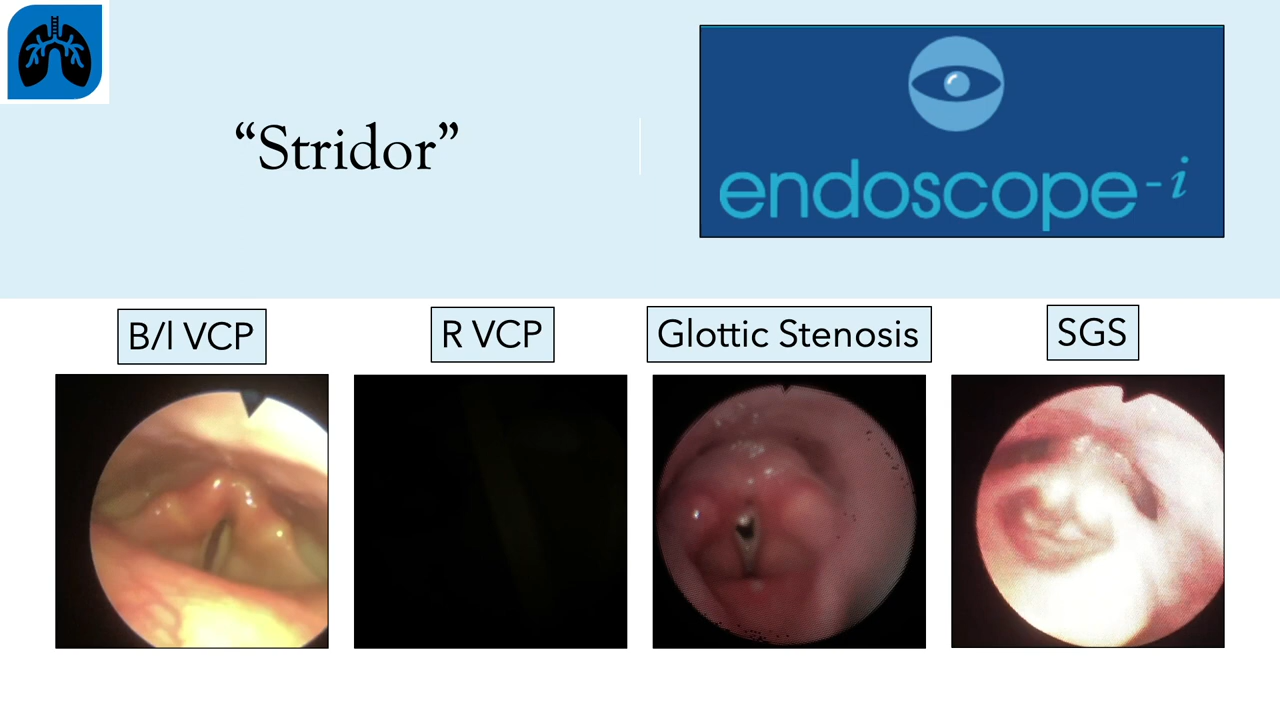 “Stridor”
endoscope-i
B/l VCP
R VCP
Glottic Stenosis
SGS